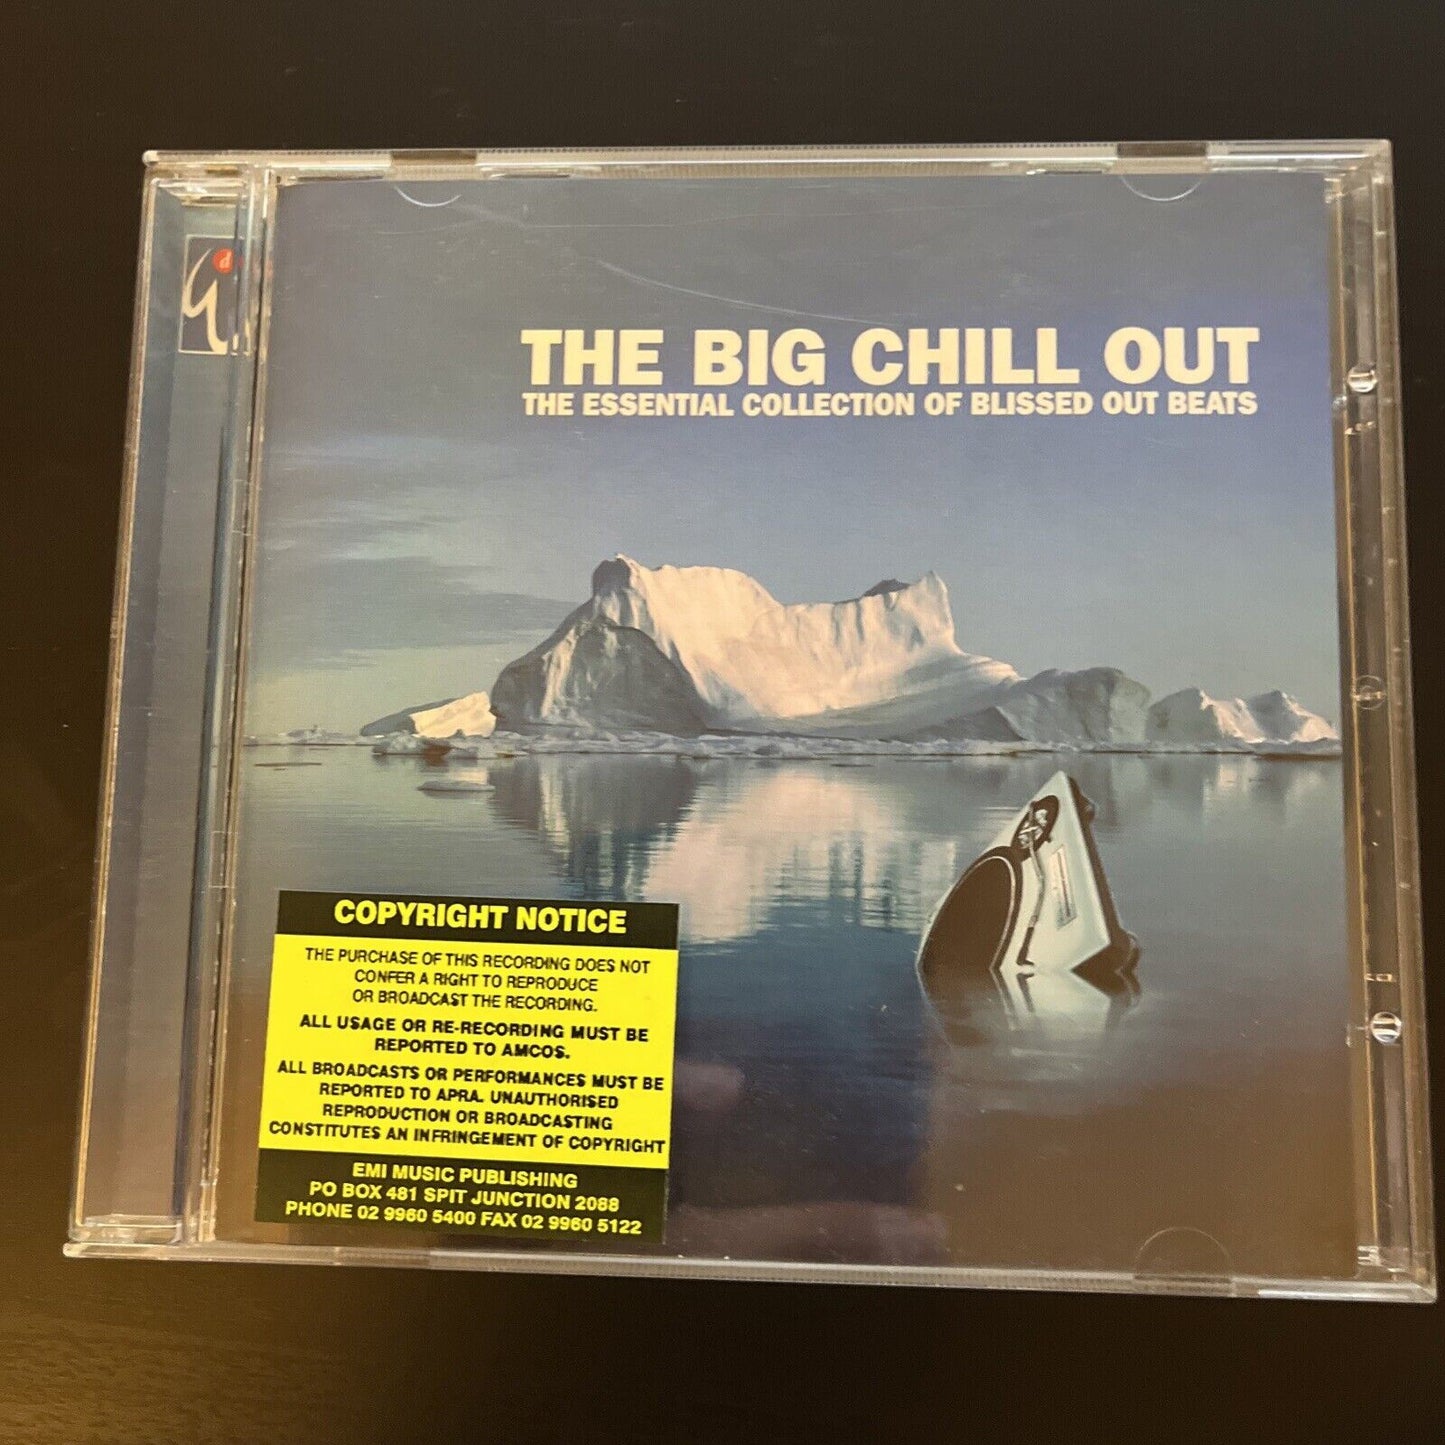 d
THE BIG CHILL OUT
THE ESSENTIAL COLLECTION OF BLISSED OUT BEATS
COPYRIGHT NOTICE
THE PURCHASE OF THIS RECORDING DOES NOT
CONFER A RIGHT TO REPRODUCE
OR BROADCAST THE RECORDING.
ALL USAGE OR RE-RECORDING MUST BE
REPORTED TO AMCOS.
ALL BROADCASTS OR PERFORMANCES MUST BE
REPORTED TO APRA. UNAUTHORISED
REPRODUCTION OR BROADCASTING
CONSTITUTES AN INFRINGEMENT OF COPYRIGHT
EMI MUSIC PUBLISHING
PO BOX 481 SPIT JUNCTION 2088
PHONE 02 9960 5400 FAX 02 9960 5122